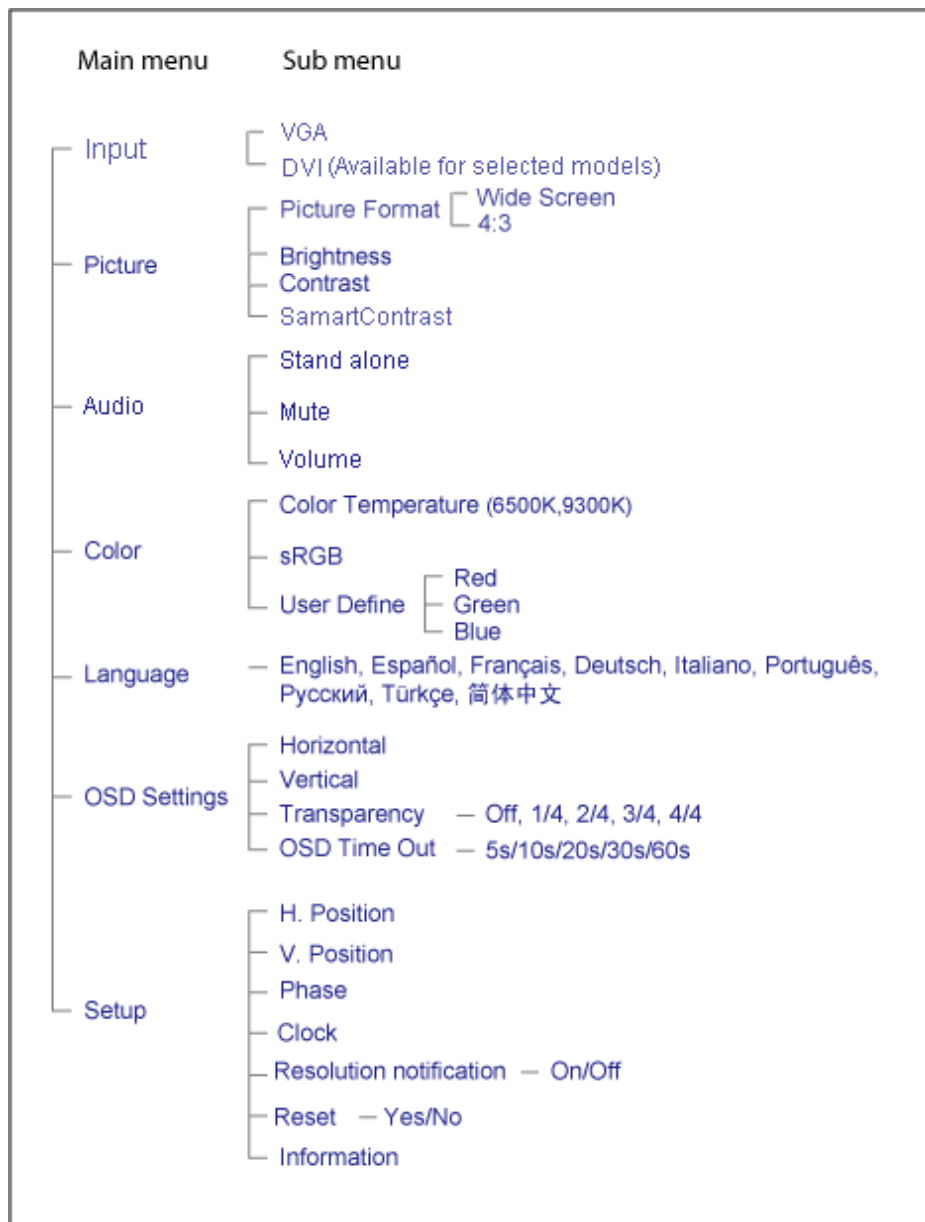 Main menu Sub menu
Input
VGA
DVI (Available for selected models)
Picture
Picture Format
Wide Screen
4:3
Brightness
Contrast
SamartContrast
Audio
Stand alone
Mute
Volume
Color
Color Temperature (6500K,9300K)
sRGB
User Define
Red
Green
Blue
Language
English, Español, Français, Deutsch, Italiano, Português,
Русский, Türkçe, 简体中文
OSD Settings
Horizontal
Vertical
Transparency — Off, 1/4, 2/4, 3/4, 4/4
OSD Time Out — 5s/10s/20s/30s/60s
Setup
H. Position
V. Position
Phase
Clock
Resolution notification — On/Off
Reset — Yes/No
Information